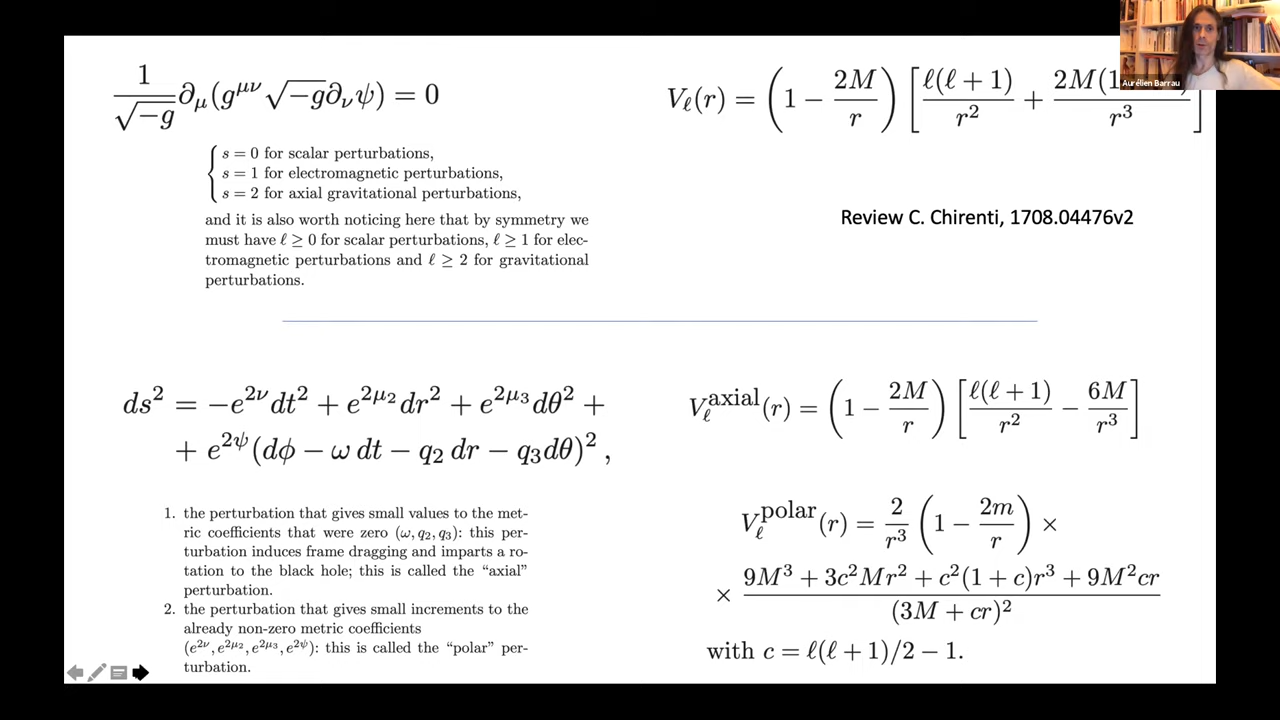 1/√−g ∂_μ(g^{μν} √−g ∂_ν ψ) = 0
V_ℓ(r) = (1 − 2M/r) [ℓ(ℓ + 1)/r² + 2M(1 /r³]
Aurélien Barrau
{ s = 0 for scalar perturbations,
s = 1 for electromagnetic perturbations,
s = 2 for axial gravitational perturbations,
and it is also worth noticing here that by symmetry we
must have ℓ ≥ 0 for scalar perturbations, ℓ ≥ 1 for elec-
tromagnetic perturbations and ℓ ≥ 2 for gravitational
perturbations.
Review C. Chirenti, 1708.04476v2
ds² = −e^{2ν}dt² + e^{2μ₂}dr² + e^{2μ₃}dθ² +
+ e^{2ψ}(dϕ − ω dt − q₂ dr − q₃dθ)² ,
V_ℓ^{axial}(r) = (1 − 2M/r) [ℓ(ℓ + 1)/r² − 6M/r³]
1. the perturbation that gives small values to the met-
ric coefficients that were zero (ω, q₂, q₃): this per-
turbation induces frame dragging and imparts a ro-
tation to the black hole; this is called the “axial”
perturbation.
2. the perturbation that gives small increments to the
already non-zero metric coefficients
(e^{2ν}, e^{2μ₂}, e^{2μ₃}, e^{2ψ}): this is called the “polar” per-
turbation.
V_ℓ^{polar}(r) = 2/r³ (1 − 2m/r) ×
× 9M³ + 3c²Mr² + c²(1 + c)r³ + 9M²cr/(3M + cr)²
with c = ℓ(ℓ + 1)/2 − 1.